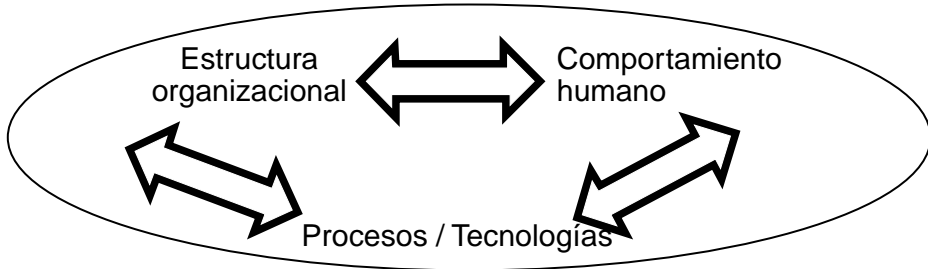 Estructura
organizacional
Comportamiento
humano
Procesos / Tecnologías